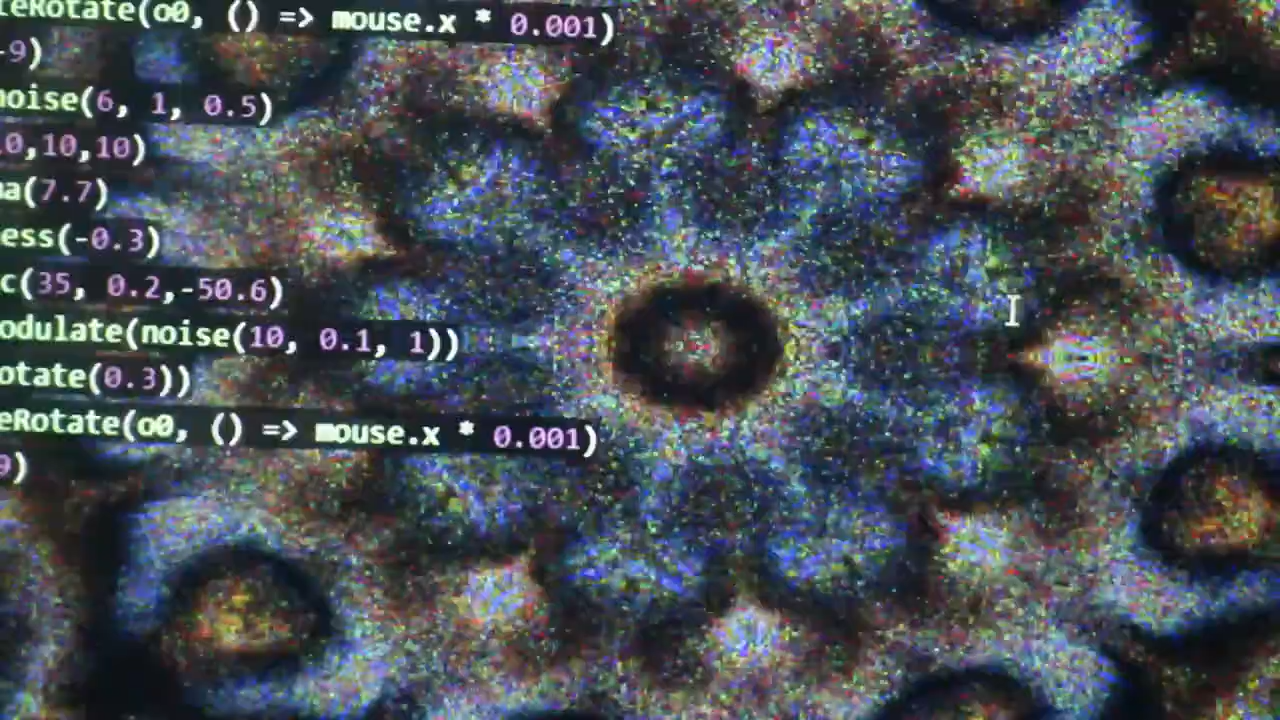 eRotate(o0, () => mouse.x * 0.001)
-9)
noise(6, 1, 0.5)
0,10,10)
a(7.7)
ess(-0.3)
c(35, 0.2,-50.6)
odulate(noise(10, 0.1, 1))
otate(0.3))
eRotate(o0, () => mouse.x * 0.001)
9)